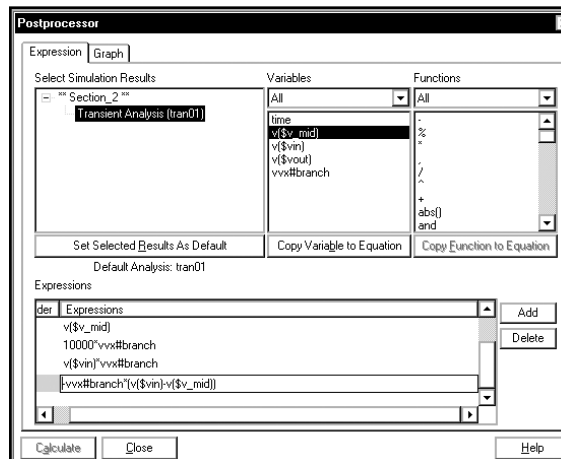 Postprocessor
Expression Graph
Select Simulation Results
Variables
Functions
** Section_2 **
Transient Analysis (tran01)
All
time
v($v_mid)
v($vin)
v($vout)
vvx#branch
All
-
%
*
,
/
^
+
abs()
and
Set Selected Results As Default
Copy Variable to Equation
Copy Function to Equation
Default Analysis: tran01
Expressions
der Expressions
v($v_mid)
10000*vvx#branch
v($vin)*vvx#branch
-vvx#branch*(v($vin)-v($v_mid))
Add
Delete
Calculate
Close
Help